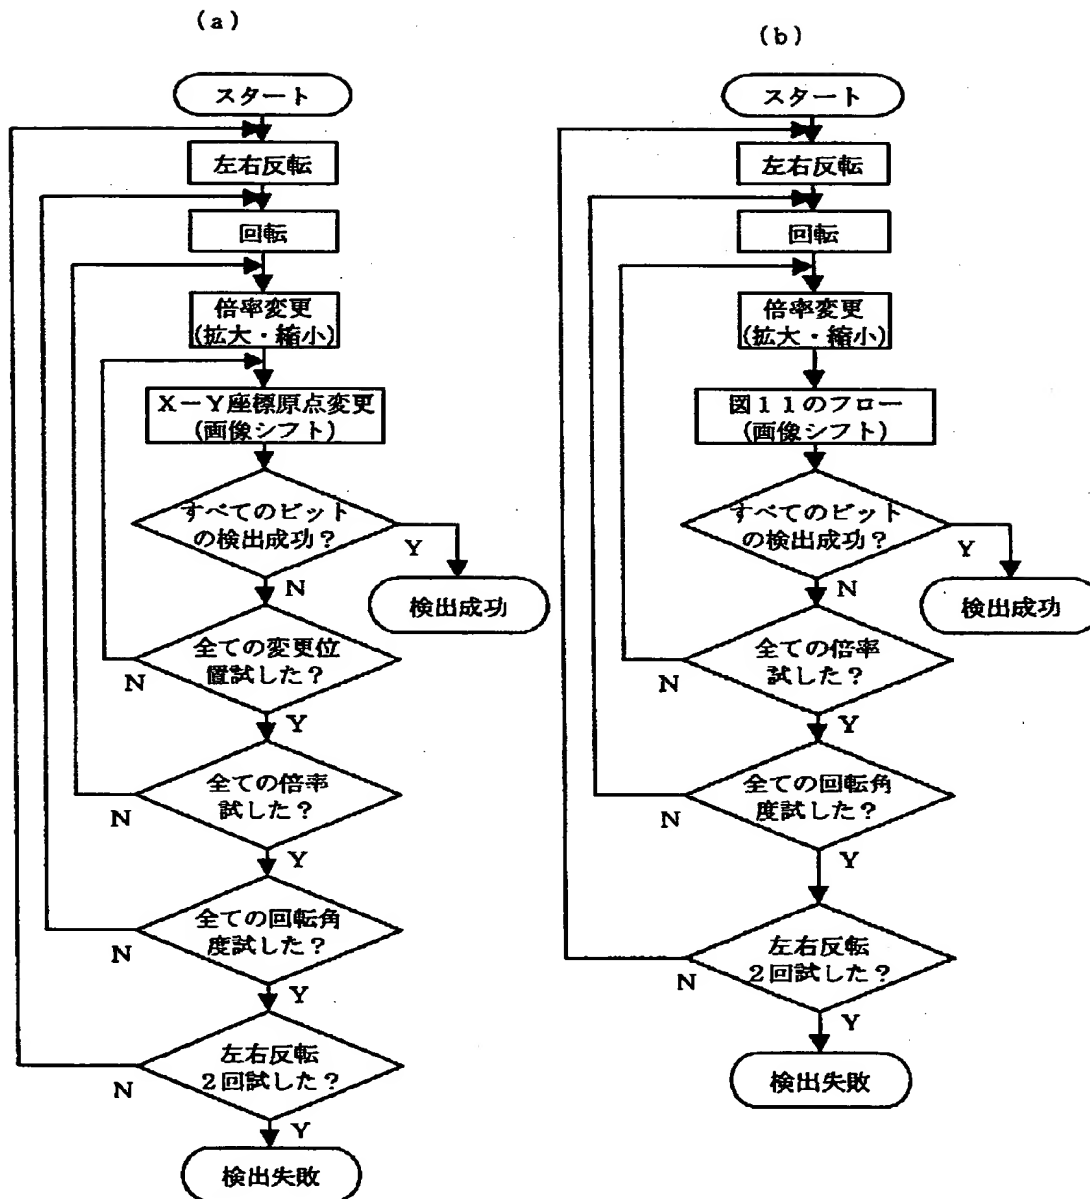 (a)
スタート
左右反転
回転
倍率変更
(拡大・縮小)
X－Y座標原点変更
(画像シフト)
すべてのビット
の検出成功？
Y
N
検出成功
全ての変更位
置試した？
N
Y
全ての倍率
試した？
N
Y
全ての回転角
度試した？
N
Y
左右反転
２回試した？
N
Y
検出失敗
(b)
スタート
左右反転
回転
倍率変更
(拡大・縮小)
図１１のフロー
(画像シフト)
すべてのビット
の検出成功？
Y
N
検出成功
全ての倍率
試した？
N
Y
全ての回転角
度試した？
N
Y
左右反転
２回試した？
N
Y
検出失敗